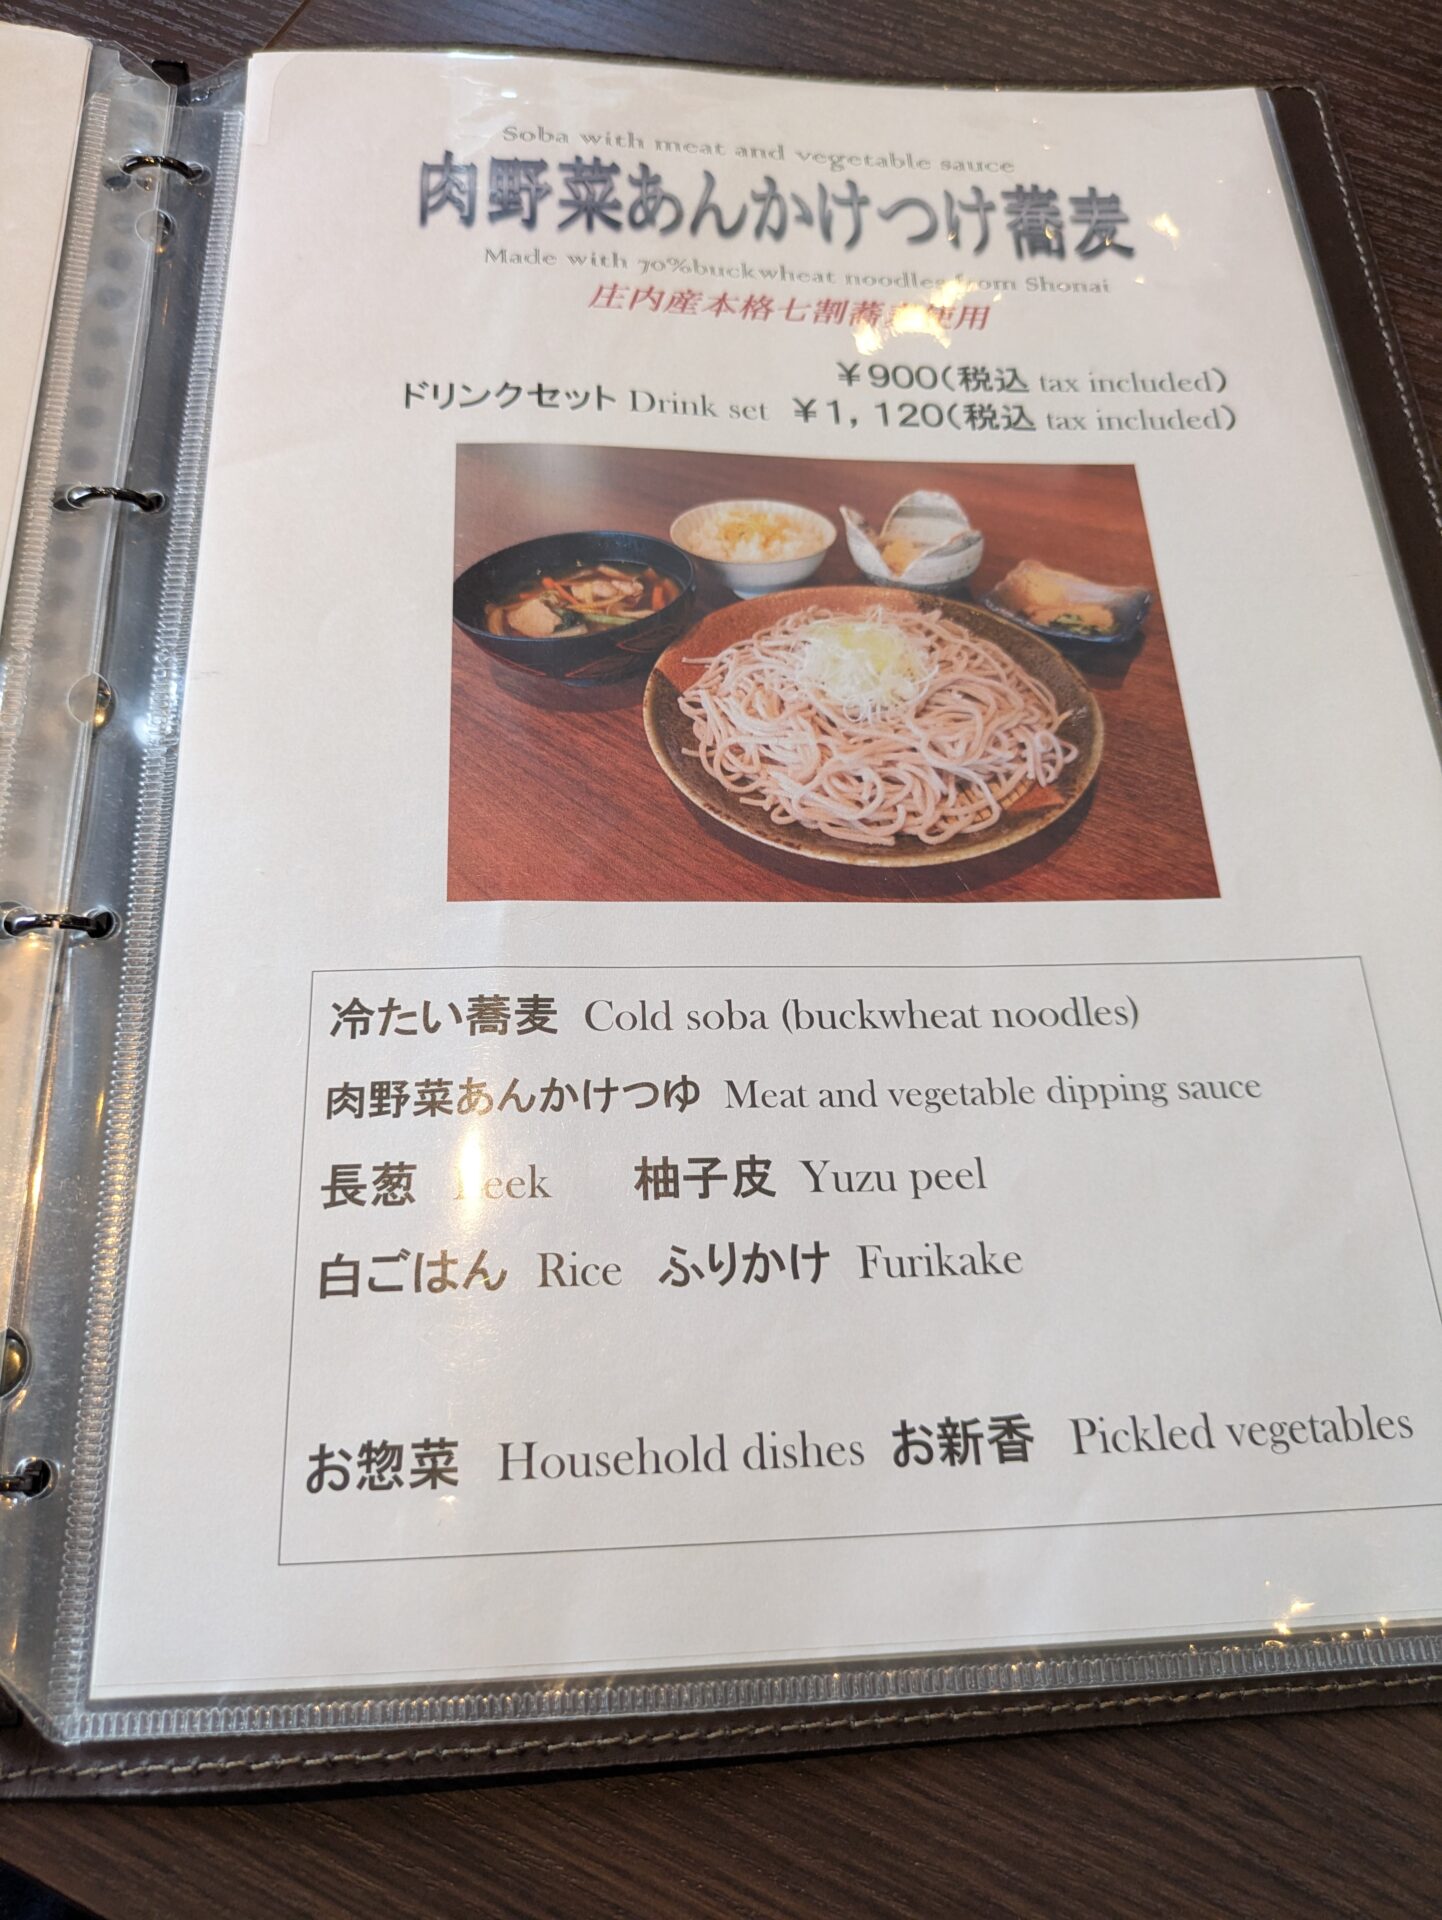 Soba with meat and vegetable sauce
肉野菜あんかけつけ蕎麦
Made with 70%buckwheat noodles from Shonai
庄内産本格七割蕎麦使用
￥900(税込 tax included)
ドリンクセット Drink set ￥1，120(税込 tax included)
冷たい蕎麦 Cold soba (buckwheat noodles)
肉野菜あんかけつゆ Meat and vegetable dipping sauce
長葱 Leek 柚子皮 Yuzu peel
白ごはん Rice ふりかけ Furikake
お惣菜 Household dishes お新香 Pickled vegetables